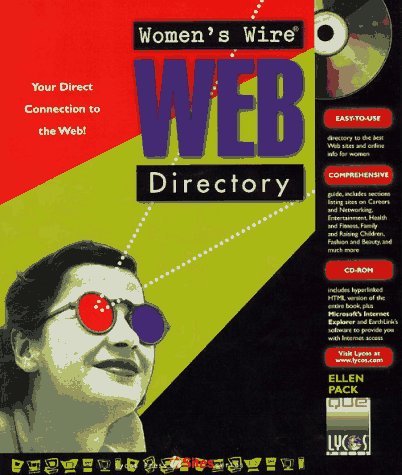 Women's Wire®
WEB
Directory
Your Direct
Connection to
the Web!
EASY-TO-USE
directory to the best
Web sites and online
info for women
COMPREHENSIVE
guide, includes sections
listing sites on Careers
and Networking,
Entertainment, Health
and Fitness, Family
and Raising Children,
Fashion and Beauty, and
much more
CD-ROM
includes hyperlinked
HTML version of the
entire book, plus
Microsoft's Internet
Explorer and EarthLink's
software to provide you
with Internet access
Visit Lycos at
www.lycos.com
ELLEN
PACK
QUE
LYCOS
PRESS
Sites